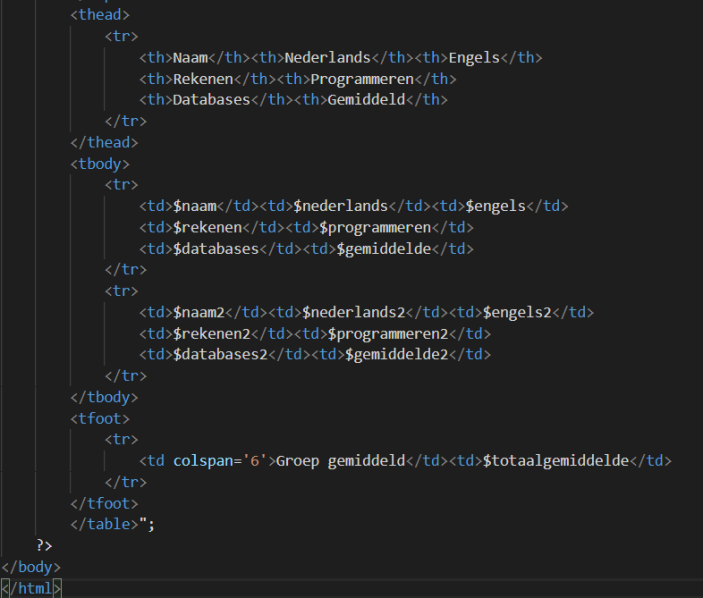 <thead>
<tr>
<th>Naam</th><th>Nederlands</th><th>Engels</th>
<th>Rekenen</th><th>Programmeren</th>
<th>Databases</th><th>Gemiddeld</th>
</tr>
</thead>
<tbody>
<tr>
<td>$naam</td><td>$nederlands</td><td>$engels</td>
<td>$rekenen</td><td>$programmeren</td>
<td>$databases</td><td>$gemiddelde</td>
</tr>
<tr>
<td>$naam2</td><td>$nederlands2</td><td>$engels2</td>
<td>$rekenen2</td><td>$programmeren2</td>
<td>$databases2</td><td>$gemiddelde2</td>
</tr>
</tbody>
<tfoot>
<tr>
<td colspan='6'>Groep gemiddeld</td><td>$totaalgemiddelde</td>
</tr>
</tfoot>
</table>";
?>
</body>
</html>